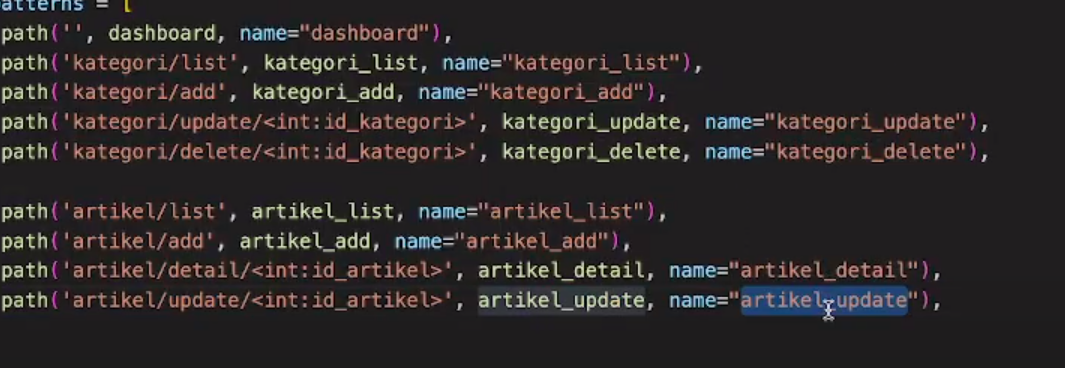 patterns = [
path('', dashboard, name="dashboard"),
path('kategori/list', kategori_list, name="kategori_list"),
path('kategori/add', kategori_add, name="kategori_add"),
path('kategori/update/<int:id_kategori>', kategori_update, name="kategori_update"),
path('kategori/delete/<int:id_kategori>', kategori_delete, name="kategori_delete"),
path('artikel/list', artikel_list, name="artikel_list"),
path('artikel/add', artikel_add, name="artikel_add"),
path('artikel/detail/<int:id_artikel>', artikel_detail, name="artikel_detail"),
path('artikel/update/<int:id_artikel>', artikel_update, name="artikel_update"),